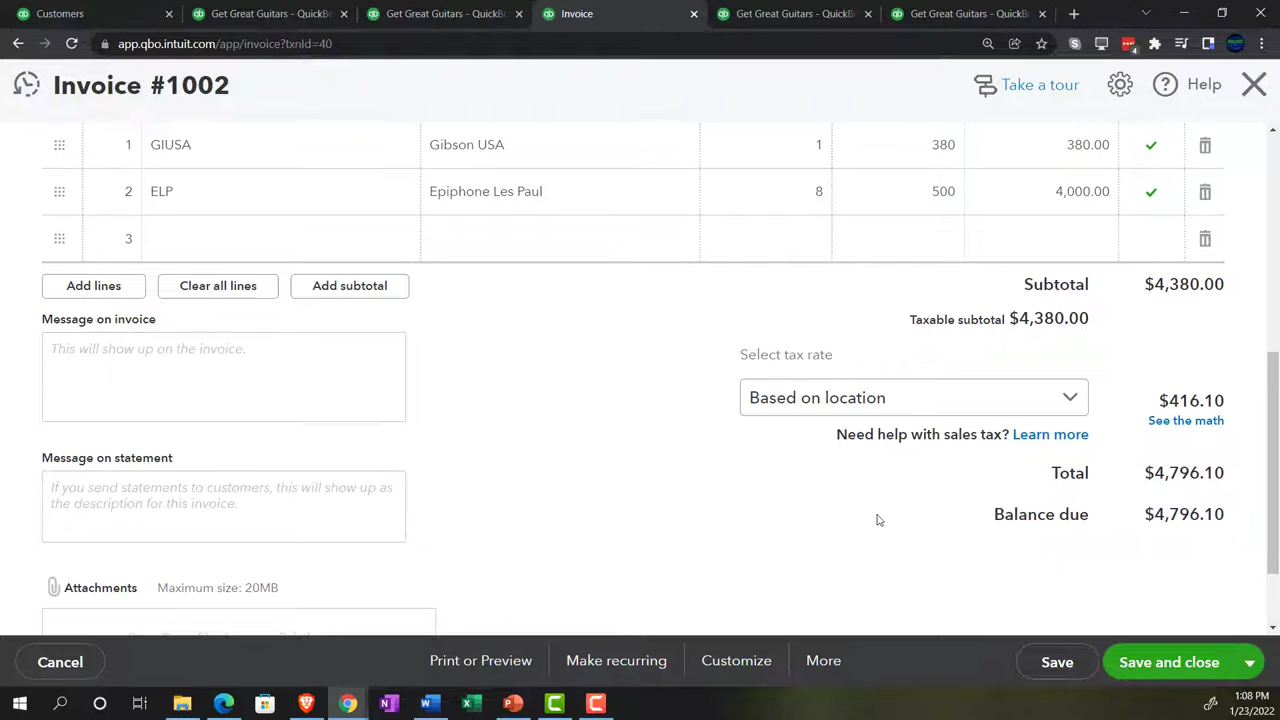 Customers
Get Great Guitars - QuickB
Get Great Guitars - QuickB
Invoice
Get Great Guitars - QuickB
Get Great Guitars - QuickB
app.qbo.intuit.com/app/invoice?txnId=40
4
Invoice #1002
Take a tour
Help
1 GIUSA Gibson USA 1 380 380.00
2 ELP Epiphone Les Paul 8 500 4,000.00
3
Add lines Clear all lines Add subtotal
Subtotal $4,380.00
Message on invoice
Taxable subtotal $4,380.00
This will show up on the invoice.
Select tax rate
Based on location
$416.10
See the math
Need help with sales tax? Learn more
Message on statement
Total $4,796.10
If you send statements to customers, this will show up as
the description for this invoice.
Balance due $4,796.10
Attachments Maximum size: 20MB
Cancel Print or Preview Make recurring Customize More Save Save and close
1:08 PM
1/23/2022